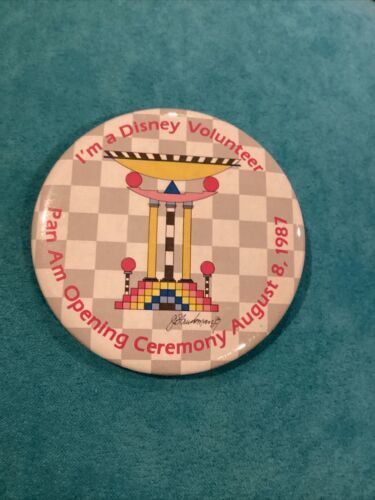 I'm a Disney Volunteer
Pan Am Opening Ceremony August 8, 1987